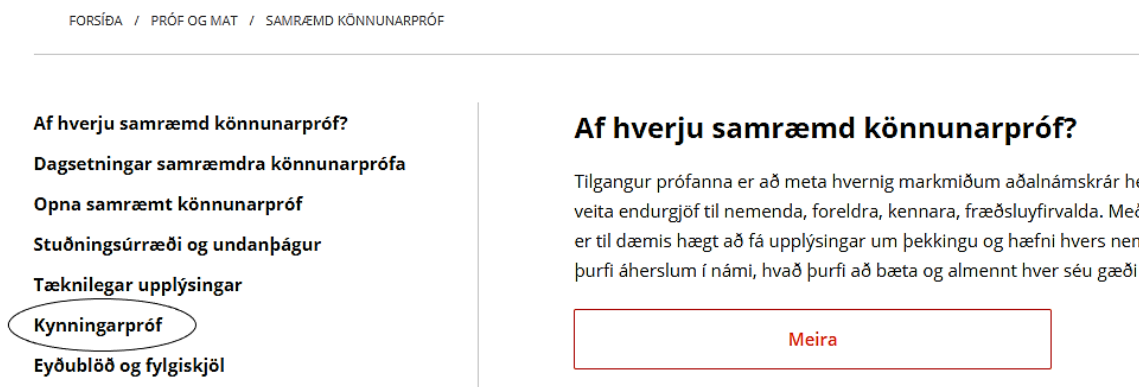 FORSÍÐA / PRÓF OG MAT / SAMRÆMD KÖNNUNARPRÓF
Af hverju samræmd könnunarpróf?
Dagsetningar samræmdra könnunarprófa
Opna samræmt könnunarpróf
Stuðningsúrræði og undanþágur
Tæknilegar upplýsingar
Kynningarpróf
Eyðublöð og fylgiskjöl
Af hverju samræmd könnunarpróf?
Tilgangur prófanna er að meta hvernig markmiðum aðalnámskrár
veita endurgjöf til nemenda, foreldra, kennara, fræðsluyfirvalda.
er til dæmis hægt að fá upplýsingar um þekkingu og hæfni hvers
þurfi áherslum í námi, hvað þurfi að bæta og almennt hver séu gæði
Meira